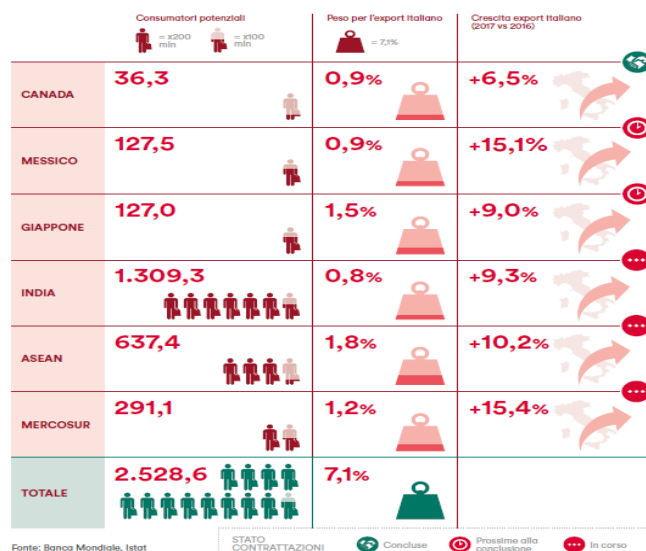 Consumatori potenziali
= x200 mln
= x100 mln
Peso per l'export italiano
= 7,1%
Crescita export italiano
(2017 vs 2016)
CANADA
36,3
0,9%
+6,5%
MESSICO
127,5
0,9%
+15,1%
GIAPPONE
127,0
1,5%
+9,0%
INDIA
1.309,3
0,8%
+9,3%
ASEAN
637,4
1,8%
+10,2%
MERCOSUR
291,1
1,2%
+15,4%
TOTALE
2.528,6
7,1%
Fonte: Banca Mondiale, Istat
STATO
CONTRATTAZIONI
Concluse
Prossime alla
conclusione
In corso